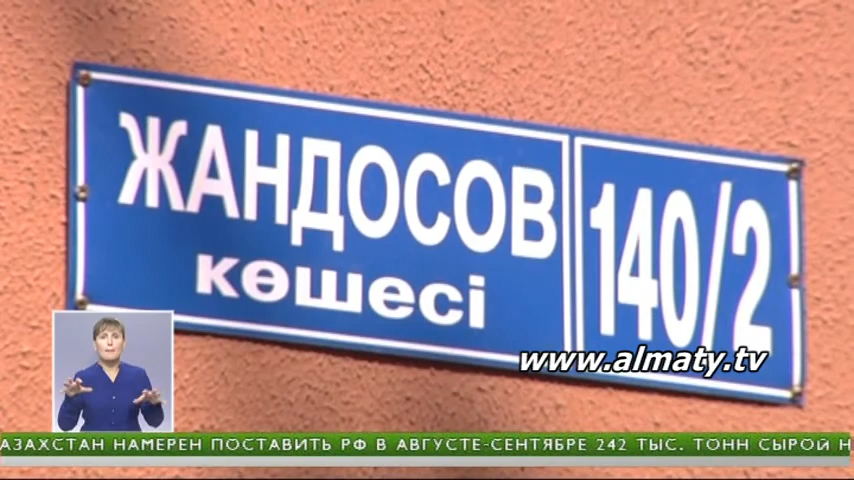 ЖАНДОСОВ
көшесі
140/2
www.almaty.tv
АЗАХСТАН НАМЕРЕН ПОСТАВИТЬ РФ В АВГУСТЕ-СЕНТЯБРЕ 242 ТЫС. ТОНН СЫРОЙ Н